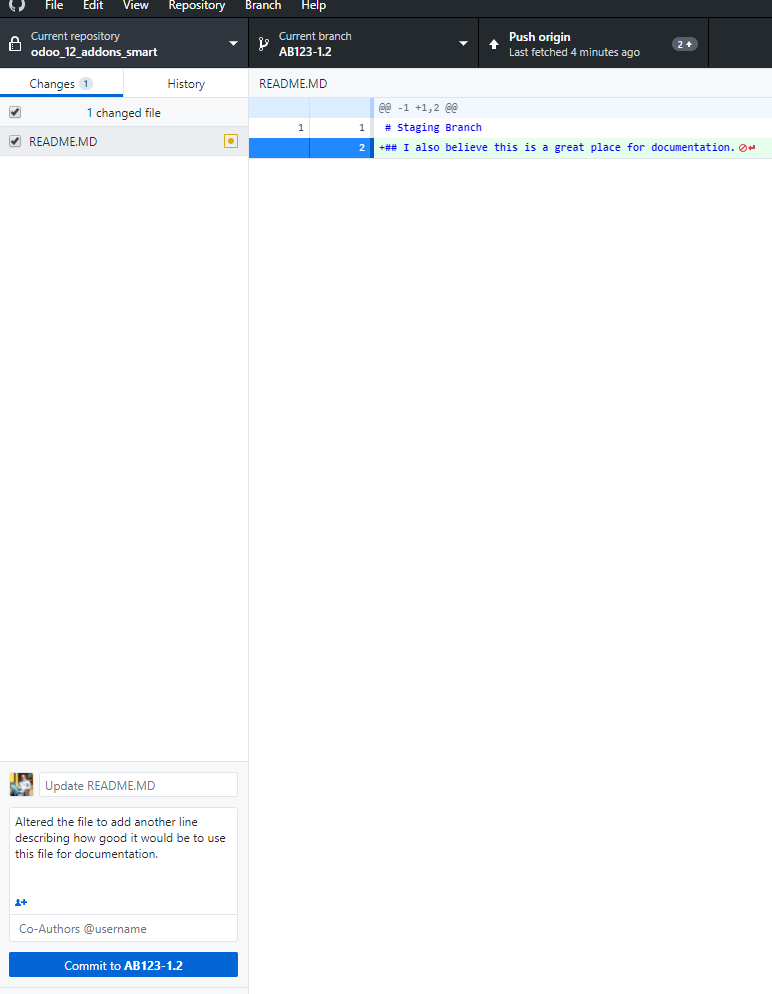 File Edit View Repository Branch Help
Current repository
odoo_12_addons_smart
Current branch
AB123-1.2
Push origin
Last fetched 4 minutes ago
2
Changes 1
History
README.MD
1 changed file
README.MD
@@ -1 +1,2 @@
1 1 # Staging Branch
2 +## I also believe this is a great place for documentation.
Update README.MD
Altered the file to add another line
describing how good it would be to use
this file for documentation.
Co-Authors @username
Commit to AB123-1.2